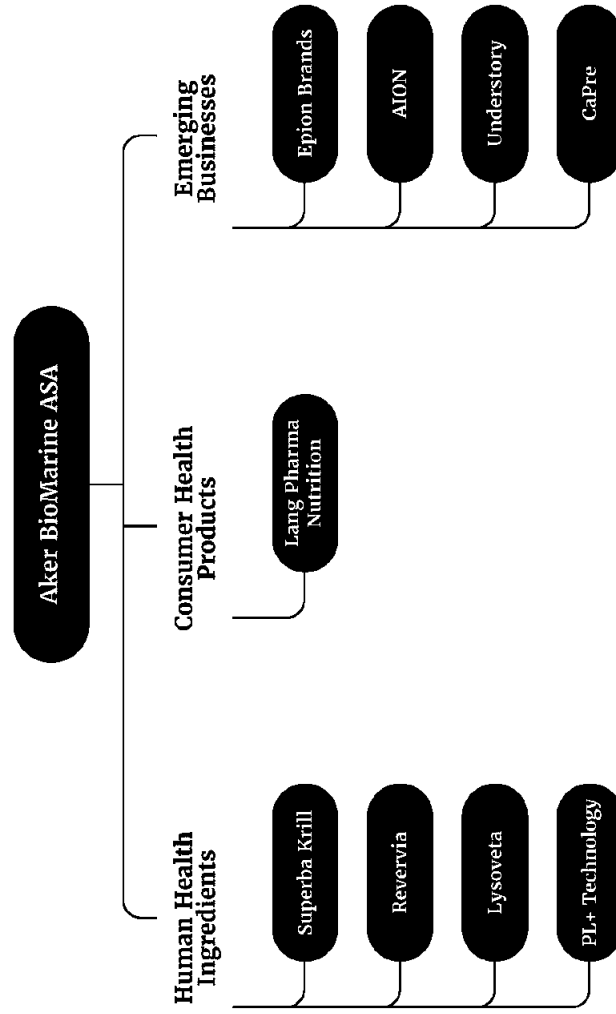 Aker BioMarine ASA
Human Health
Ingredients
Superba Krill
Revervia
Lysoveta
PL+ Technology
Consumer Health
Products
Lang Pharma
Nutrition
Emerging
Businesses
Epion Brands
AION
Understory
CaPre